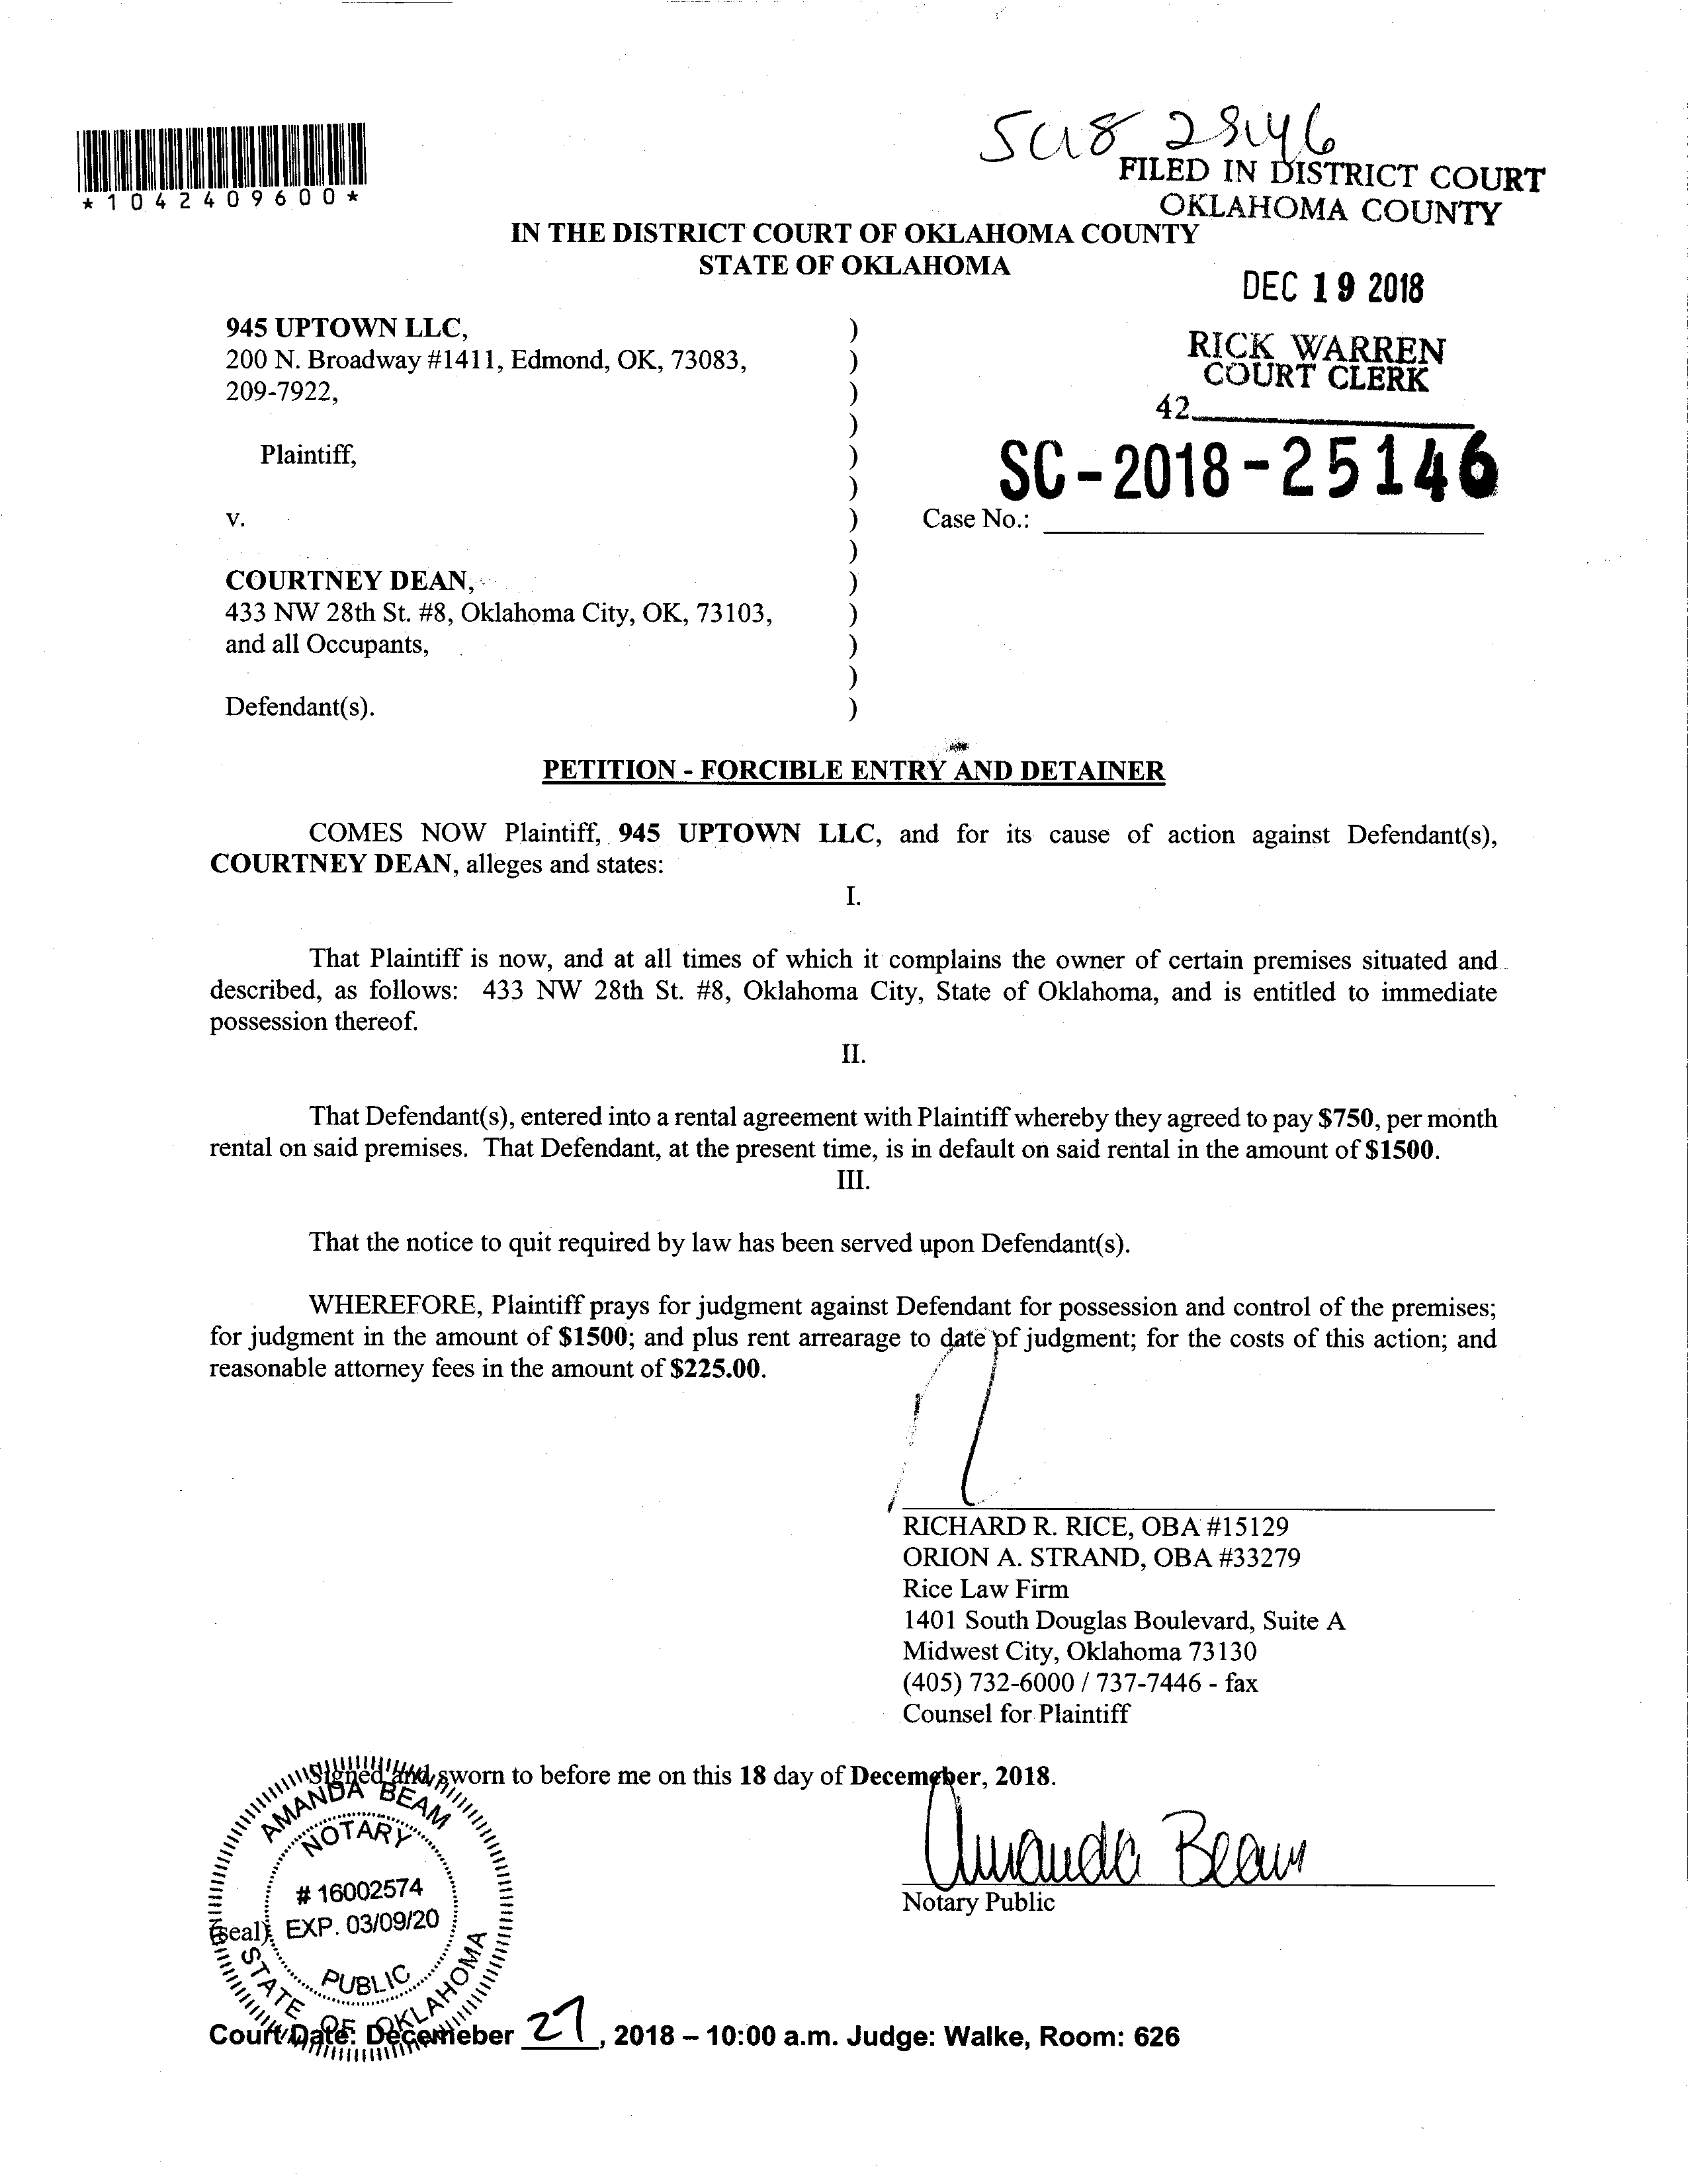 SC18 25146
FILED IN DISTRICT COURT
OKLAHOMA COUNTY
*1042409600*
IN THE DISTRICT COURT OF OKLAHOMA COUNTY
STATE OF OKLAHOMA
DEC 19 2018
RICK WARREN
COURT CLERK
42
SC-2018-25146
Case No.:
945 UPTOWN LLC,
200 N. Broadway #1411, Edmond, OK, 73083,
209-7922,
Plaintiff,
v.
COURTNEY DEAN,
433 NW 28th St. #8, Oklahoma City, OK, 73103,
and all Occupants,
Defendant(s).
)
)
)
)
)
)
)
)
)
)
)
)
)
PETITION - FORCIBLE ENTRY AND DETAINER
COMES NOW Plaintiff, 945 UPTOWN LLC, and for its cause of action against Defendant(s),
COURTNEY DEAN, alleges and states:
I.
That Plaintiff is now, and at all times of which it complains the owner of certain premises situated and
described, as follows: 433 NW 28th St. #8, Oklahoma City, State of Oklahoma, and is entitled to immediate
possession thereof.
II.
That Defendant(s), entered into a rental agreement with Plaintiff whereby they agreed to pay $750, per month
rental on said premises. That Defendant, at the present time, is in default on said rental in the amount of $1500.
III.
That the notice to quit required by law has been served upon Defendant(s).
WHEREFORE, Plaintiff prays for judgment against Defendant for possession and control of the premises;
for judgment in the amount of $1500; and plus rent arrearage to date of judgment; for the costs of this action; and
reasonable attorney fees in the amount of $225.00.
RICHARD R. RICE, OBA #15129
ORION A. STRAND, OBA #33279
Rice Law Firm
1401 South Douglas Boulevard, Suite A
Midwest City, Oklahoma 73130
(405) 732-6000 / 737-7446 - fax
Counsel for Plaintiff
Signed and sworn to before me on this 18 day of Decemeber, 2018.
Amanda Beam
Notary Public
AMANDA BEAM
NOTARY
# 16002574
EXP. 03/09/20
PUBLIC
STATE OF OKLAHOMA
(seal)
Court Date: Decemeber 27, 2018 – 10:00 a.m. Judge: Walke, Room: 626